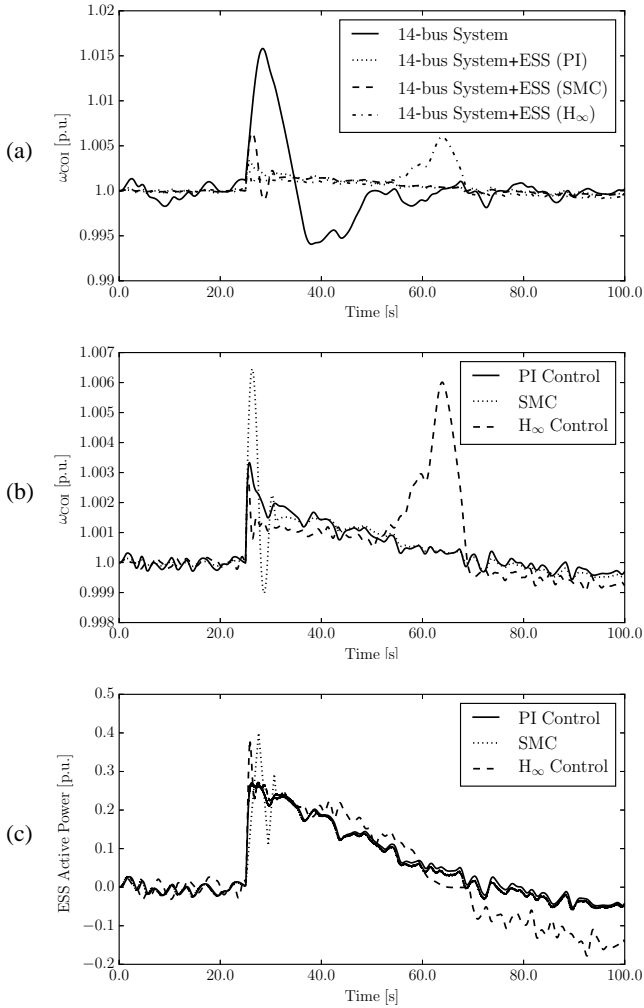 (a)
1.02
1.015
1.01
1.005
1.0
0.995
0.99
ωCOI [p.u.]
14-bus System
14-bus System+ESS (PI)
14-bus System+ESS (SMC)
14-bus System+ESS (H∞)
0.0 20.0 40.0 60.0 80.0 100.0
Time [s]
(b)
1.007
1.006
1.005
1.004
1.003
1.002
1.001
1.0
0.999
0.998
ωCOI [p.u.]
PI Control
SMC
H∞ Control
0.0 20.0 40.0 60.0 80.0 100.0
Time [s]
(c)
0.5
0.4
0.3
0.2
0.1
0.0
−0.1
−0.2
ESS Active Power [p.u.]
PI Control
SMC
H∞ Control
0.0 20.0 40.0 60.0 80.0 100.0
Time [s]